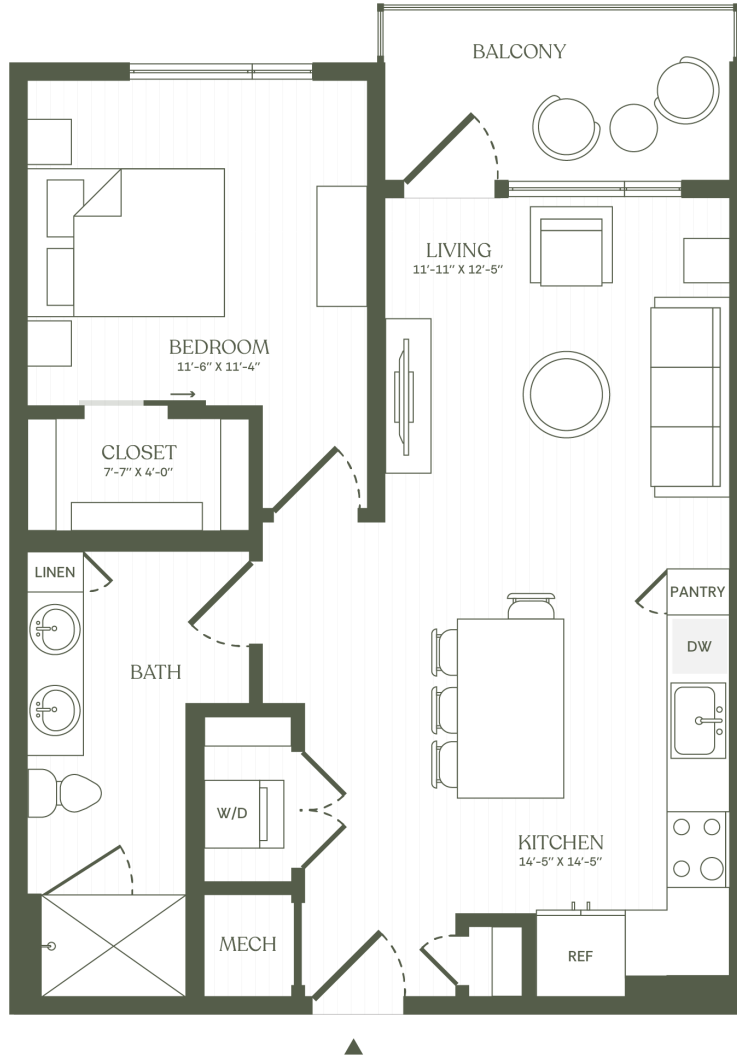 BALCONY
LIVING
11'-11" X 12'-5"
BEDROOM
11'-6" X 11'-4"
CLOSET
7'-7" X 4'-0"
LINEN
PANTRY
DW
BATH
W/D
KITCHEN
14'-5" X 14'-5"
MECH
REF